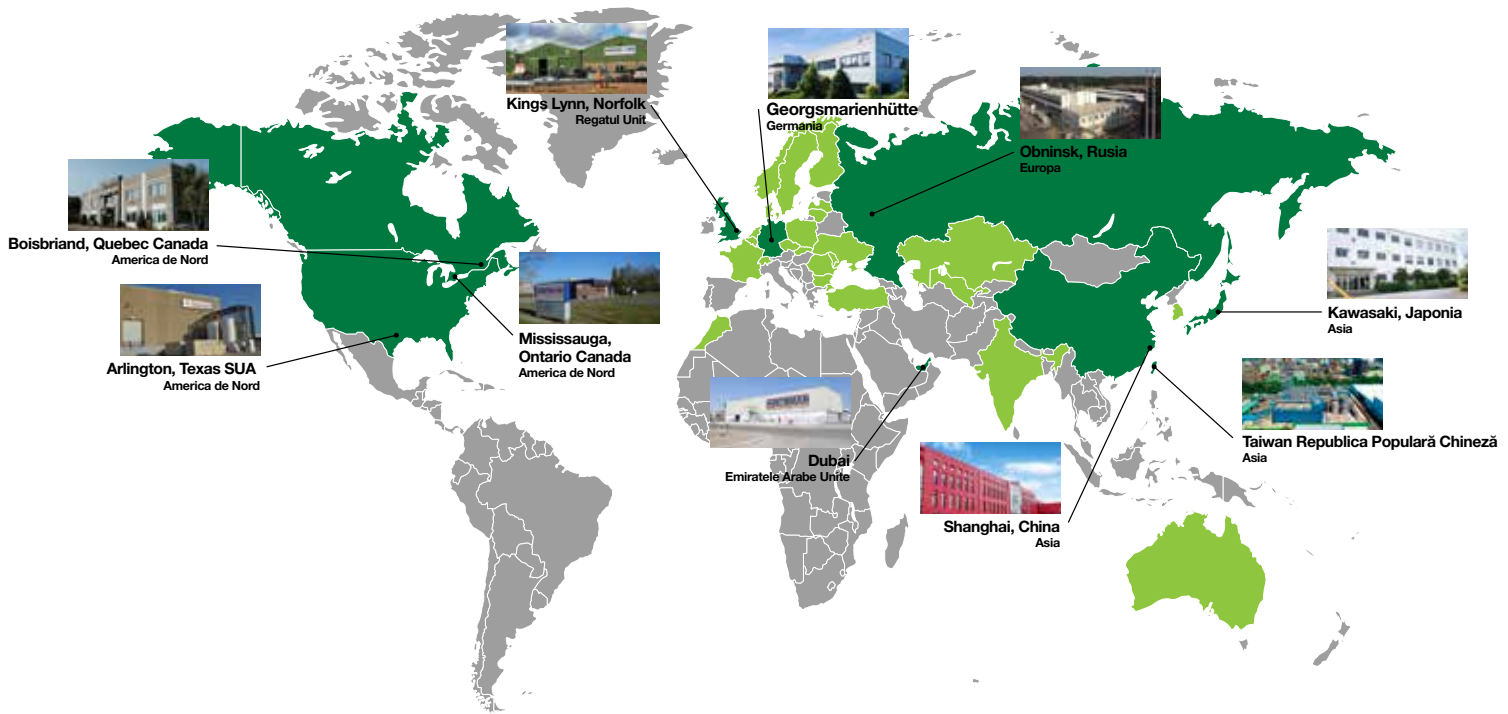 Kings Lynn, Norfolk
Regatul Unit
Georgsmarienhütte
Germania
Obninsk, Rusia
Europa
Boisbriand, Quebec Canada
America de Nord
Arlington, Texas SUA
America de Nord
Mississauga,
Ontario Canada
America de Nord
Kawasaki, Japonia
Asia
Taiwan Republica Populară Chineză
Asia
Dubai
Emiratele Arabe Unite
Shanghai, China
Asia